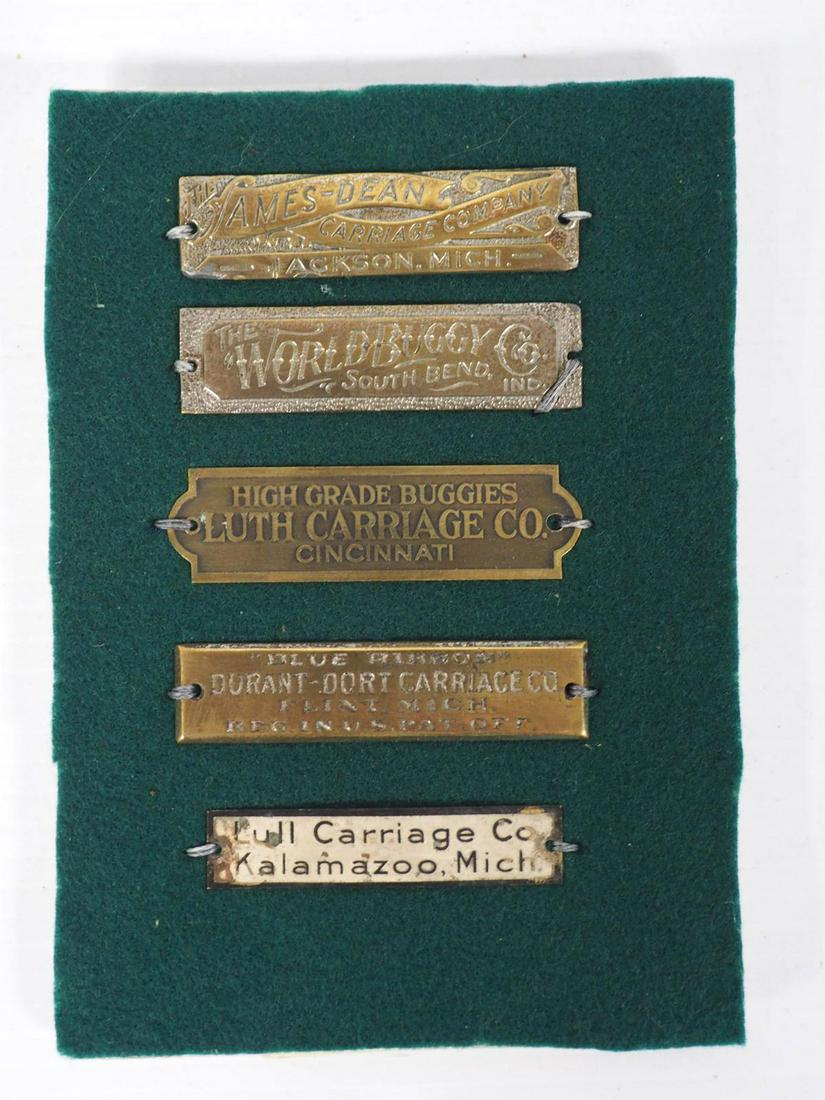 THE
JAMES-DEAN
CARRIAGE COMPANY
JACKSON, MICH.
THE
WORLD BUGGY Co.
SOUTH BEND, IND.
HIGH GRADE BUGGIES
LUTH CARRIAGE CO.
CINCINNATI
"BLUE RIBBON"
DURANT-DORT CARRIAGE CO
FLINT, MICH.
REG. IN U.S. PAT. OFF.
Lull Carriage Co.
Kalamazoo, Mich.